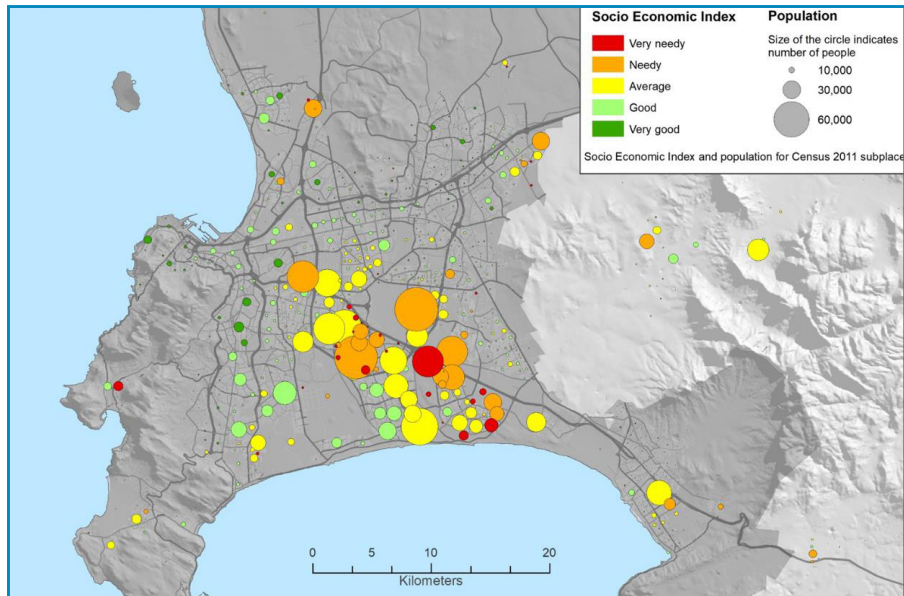 Socio Economic Index
Very needy
Needy
Average
Good
Very good
Population
Size of the circle indicates
number of people
10,000
30,000
60,000
Socio Economic Index and population for Census 2011 subplace
0 5 10 20
Kilometers